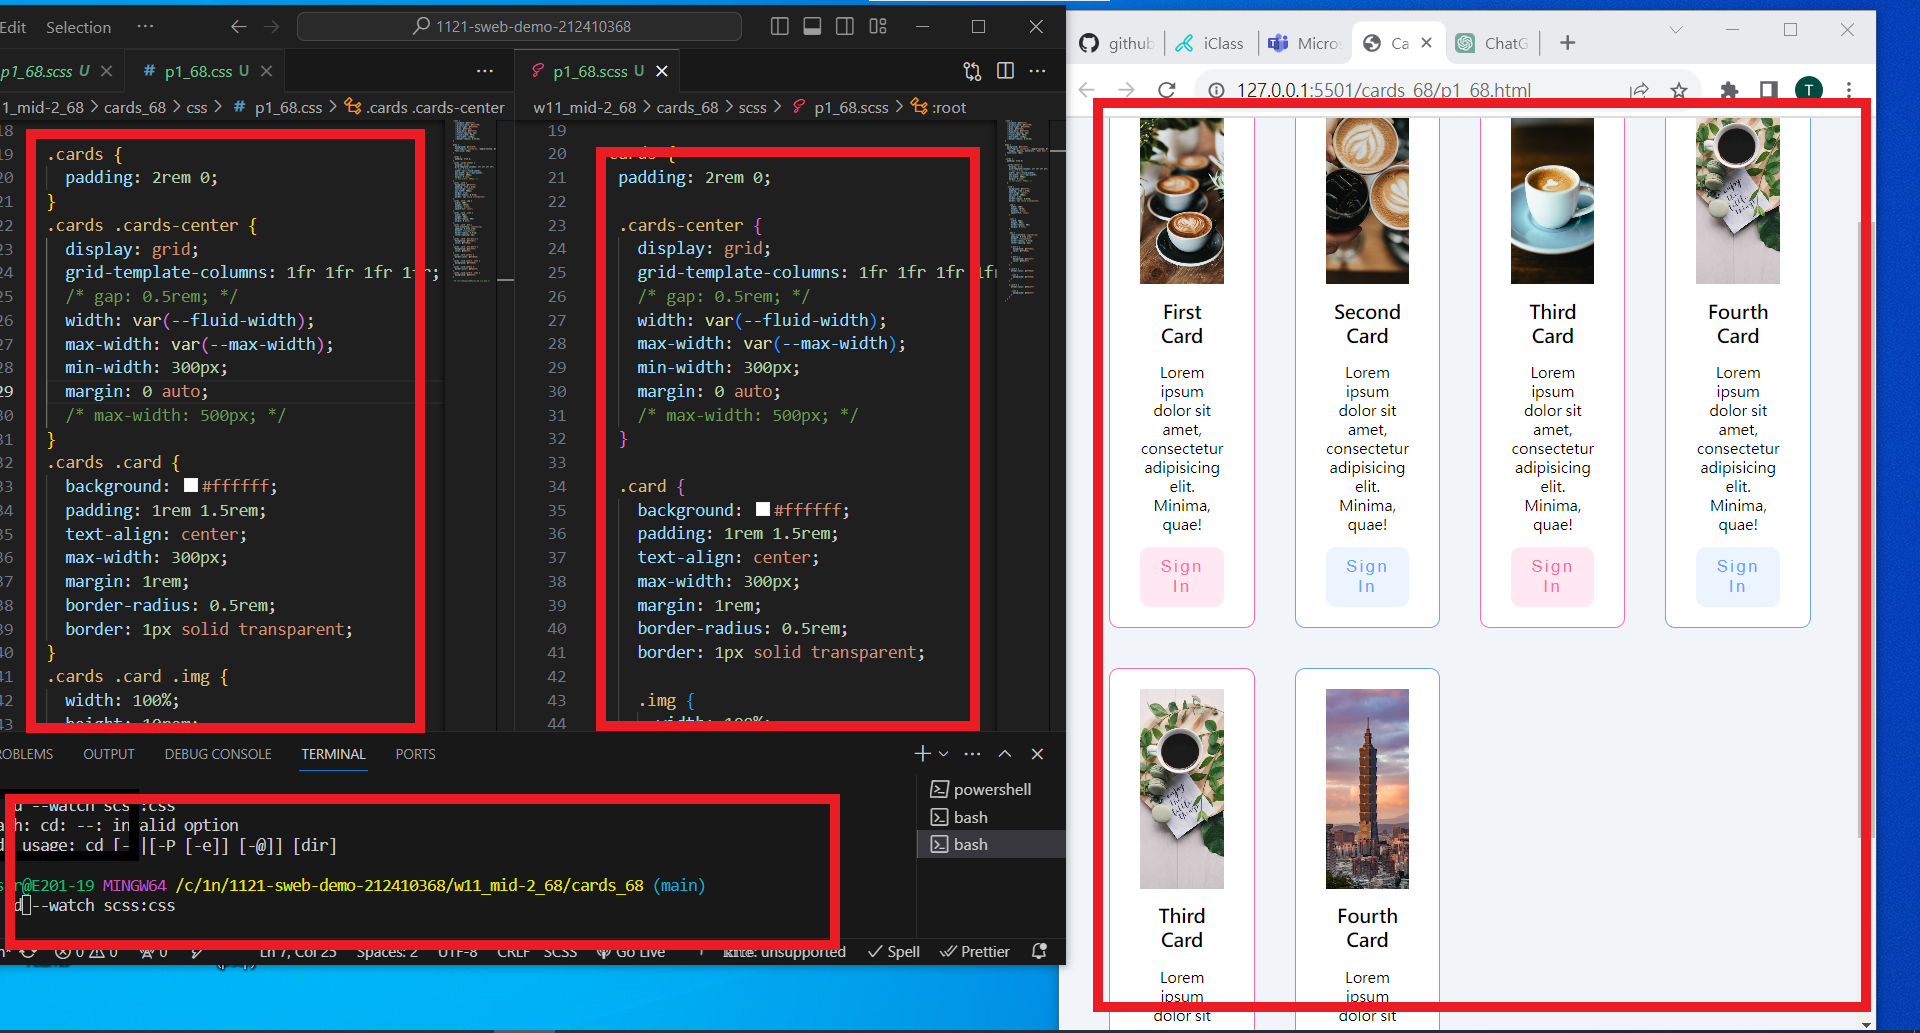 Edit Selection ··· 1121-sweb-demo-212410368
p1_68.scss U # p1_68.css U ···
1_mid-2_68 > cards_68 > css > # p1_68.css > .cards .cards-center
18
19 .cards {
20 padding: 2rem 0;
21 }
22 .cards .cards-center {
23 display: grid;
24 grid-template-columns: 1fr 1fr 1fr 1fr;
25 /* gap: 0.5rem; */
26 width: var(--fluid-width);
27 max-width: var(--max-width);
28 min-width: 300px;
29 margin: 0 auto;
30 /* max-width: 500px; */
31 }
32 .cards .card {
33 background: #ffffff;
34 padding: 1rem 1.5rem;
35 text-align: center;
36 max-width: 300px;
37 margin: 1rem;
38 border-radius: 0.5rem;
39 border: 1px solid transparent;
40 }
41 .cards .card .img {
42 width: 100%;
43 height: 10rem;
p1_68.scss U ···
w11_mid-2_68 > cards_68 > scss > p1_68.scss > :root
19
20 .cards {
21 padding: 2rem 0;
22
23 .cards-center {
24 display: grid;
25 grid-template-columns: 1fr 1fr 1fr 1fr
26 /* gap: 0.5rem; */
27 width: var(--fluid-width);
28 max-width: var(--max-width);
29 min-width: 300px;
30 margin: 0 auto;
31 /* max-width: 500px; */
32 }
33
34 .card {
35 background: #ffffff;
36 padding: 1rem 1.5rem;
37 text-align: center;
38 max-width: 300px;
39 margin: 1rem;
40 border-radius: 0.5rem;
41 border: 1px solid transparent;
42
43 .img {
44 width: 100%;
PROBLEMS OUTPUT DEBUG CONSOLE TERMINAL PORTS
--watch scs :css
h: cd: --: invalid option
usage: cd [- |[-P [-e]] [-@]] [dir]
r@E201-19 MINGW64 /c/1n/1121-sweb-demo-212410368/w11_mid-2_68/cards_68 (main)
d --watch scss:css
powershell
bash
bash
0 0 0 Ln 7, Col 25 Spaces: 2 UTF-8 CRLF SCSS Go Live kite: unsupported Spell Prettier
github iClass Micro Ca ChatG
127.0.0.1:5501/cards_68/p1_68.html T
First
Card
Lorem
ipsum
dolor sit
amet,
consectetur
adipisicing
elit.
Minima,
quae!
Sign
In
Second
Card
Lorem
ipsum
dolor sit
amet,
consectetur
adipisicing
elit.
Minima,
quae!
Sign
In
Third
Card
Lorem
ipsum
dolor sit
amet,
consectetur
adipisicing
elit.
Minima,
quae!
Sign
In
Fourth
Card
Lorem
ipsum
dolor sit
amet,
consectetur
adipisicing
elit.
Minima,
quae!
Sign
In
Third
Card
Lorem
ipsum
dolor sit
Fourth
Card
Lorem
ipsum
dolor sit